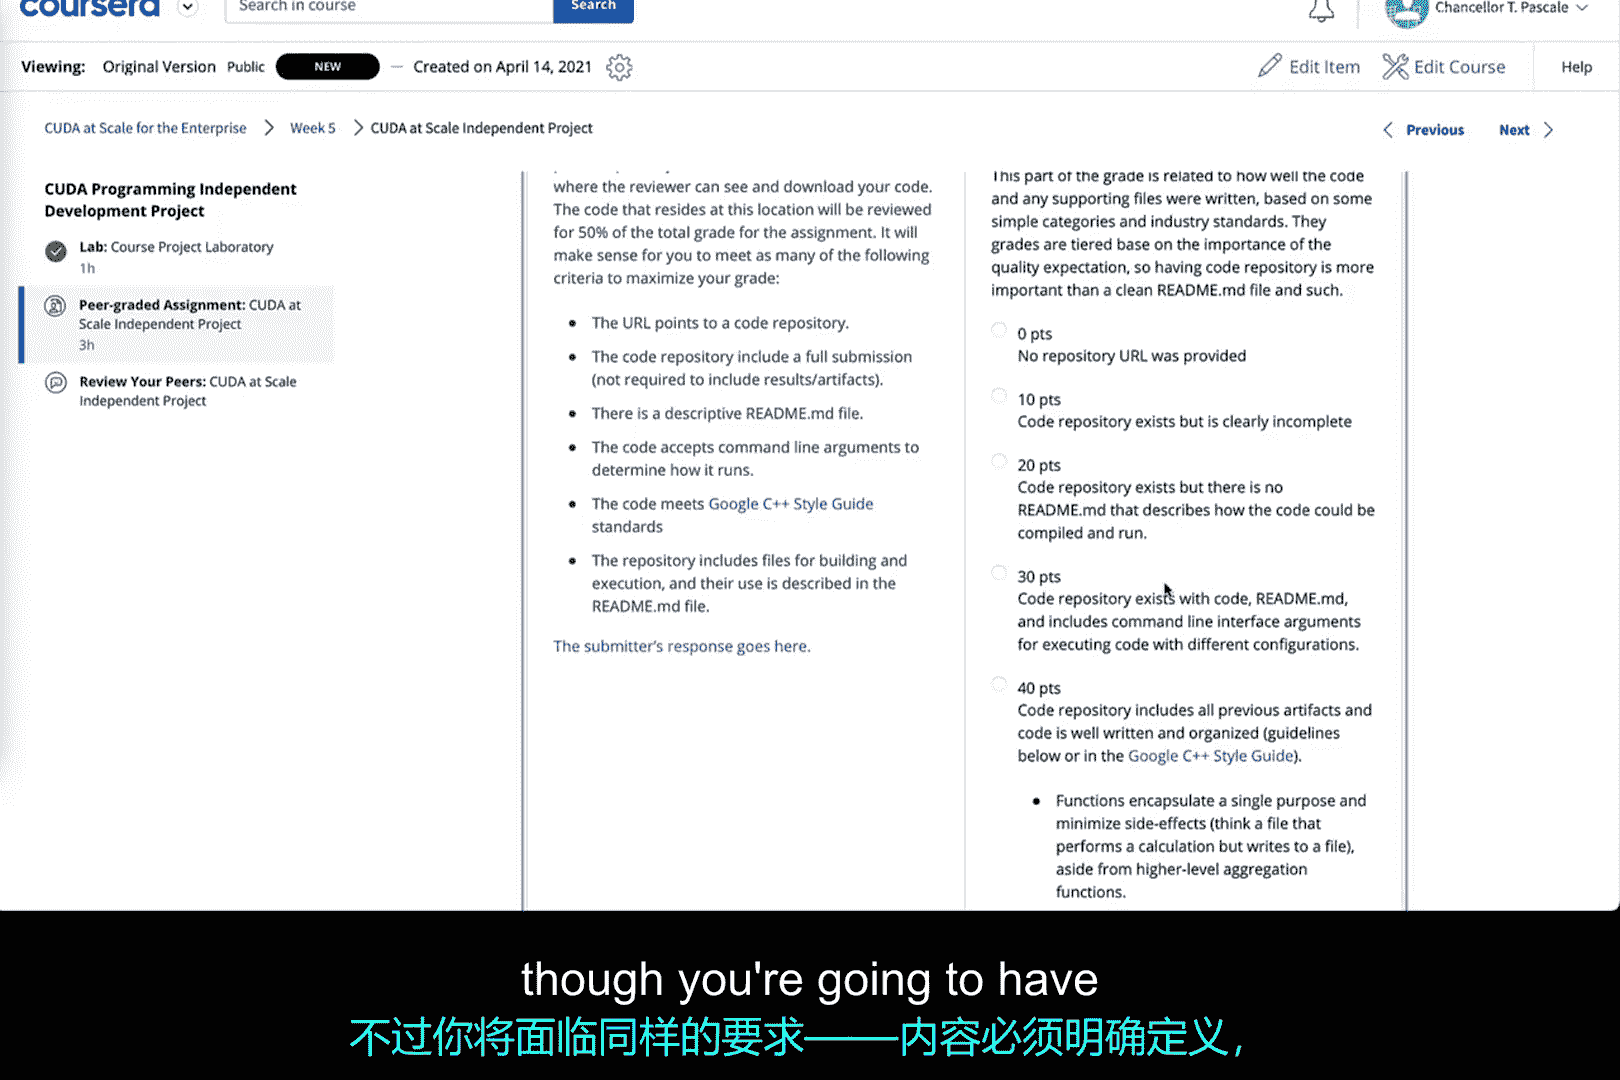 coursera
Search in course
Search
Chancellor T. Pascale
Viewing: Original Version Public NEW — Created on April 14, 2021
Edit Item
Edit Course
Help
CUDA at Scale for the Enterprise > Week 5 > CUDA at Scale Independent Project
Previous
Next
CUDA Programming Independent
Development Project
Lab: Course Project Laboratory
1h
Peer-graded Assignment: CUDA at
Scale Independent Project
3h
Review Your Peers: CUDA at Scale
Independent Project
where the reviewer can see and download your code.
The code that resides at this location will be reviewed
for 50% of the total grade for the assignment. It will
make sense for you to meet as many of the following
criteria to maximize your grade:
• The URL points to a code repository.
• The code repository include a full submission
(not required to include results/artifacts).
• There is a descriptive README.md file.
• The code accepts command line arguments to
determine how it runs.
• The code meets Google C++ Style Guide
standards
• The repository includes files for building and
execution, and their use is described in the
README.md file.
The submitter's response goes here.
This part of the grade is related to how well the code
and any supporting files were written, based on some
simple categories and industry standards. They
grades are tiered base on the importance of the
quality expectation, so having code repository is more
important than a clean README.md file and such.
0 pts
No repository URL was provided
10 pts
Code repository exists but is clearly incomplete
20 pts
Code repository exists but there is no
README.md that describes how the code could be
compiled and run.
30 pts
Code repository exists with code, README.md,
and includes command line interface arguments
for executing code with different configurations.
40 pts
Code repository includes all previous artifacts and
code is well written and organized (guidelines
below or in the Google C++ Style Guide).
• Functions encapsulate a single purpose and
minimize side-effects (think a file that
performs a calculation but writes to a file),
aside from higher-level aggregation
functions.
though you're going to have
不过你将面临同样的要求——内容必须明确定义，